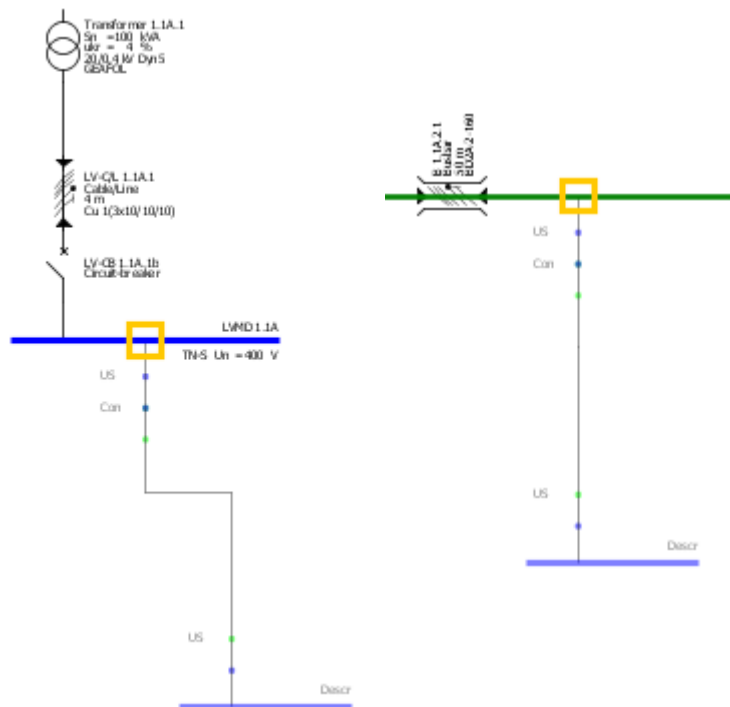 Transformer 1.1A.1
Sn =100 kVA
ukr = 4 %
20/0,4 kV Dyn5
GEAFOL
LV-C/L 1.1A.1
Cable/Line
4 m
Cu 1(3x10/10/10)
LV-CB 1.1A.1b
Circuit-breaker
LVMD 1.1A
TN-S Un =400 V
US
Con
US
Descr
B 1.1A.2.1
Busbar
50 m
BD2A-2-160
US
Con
US
Descr